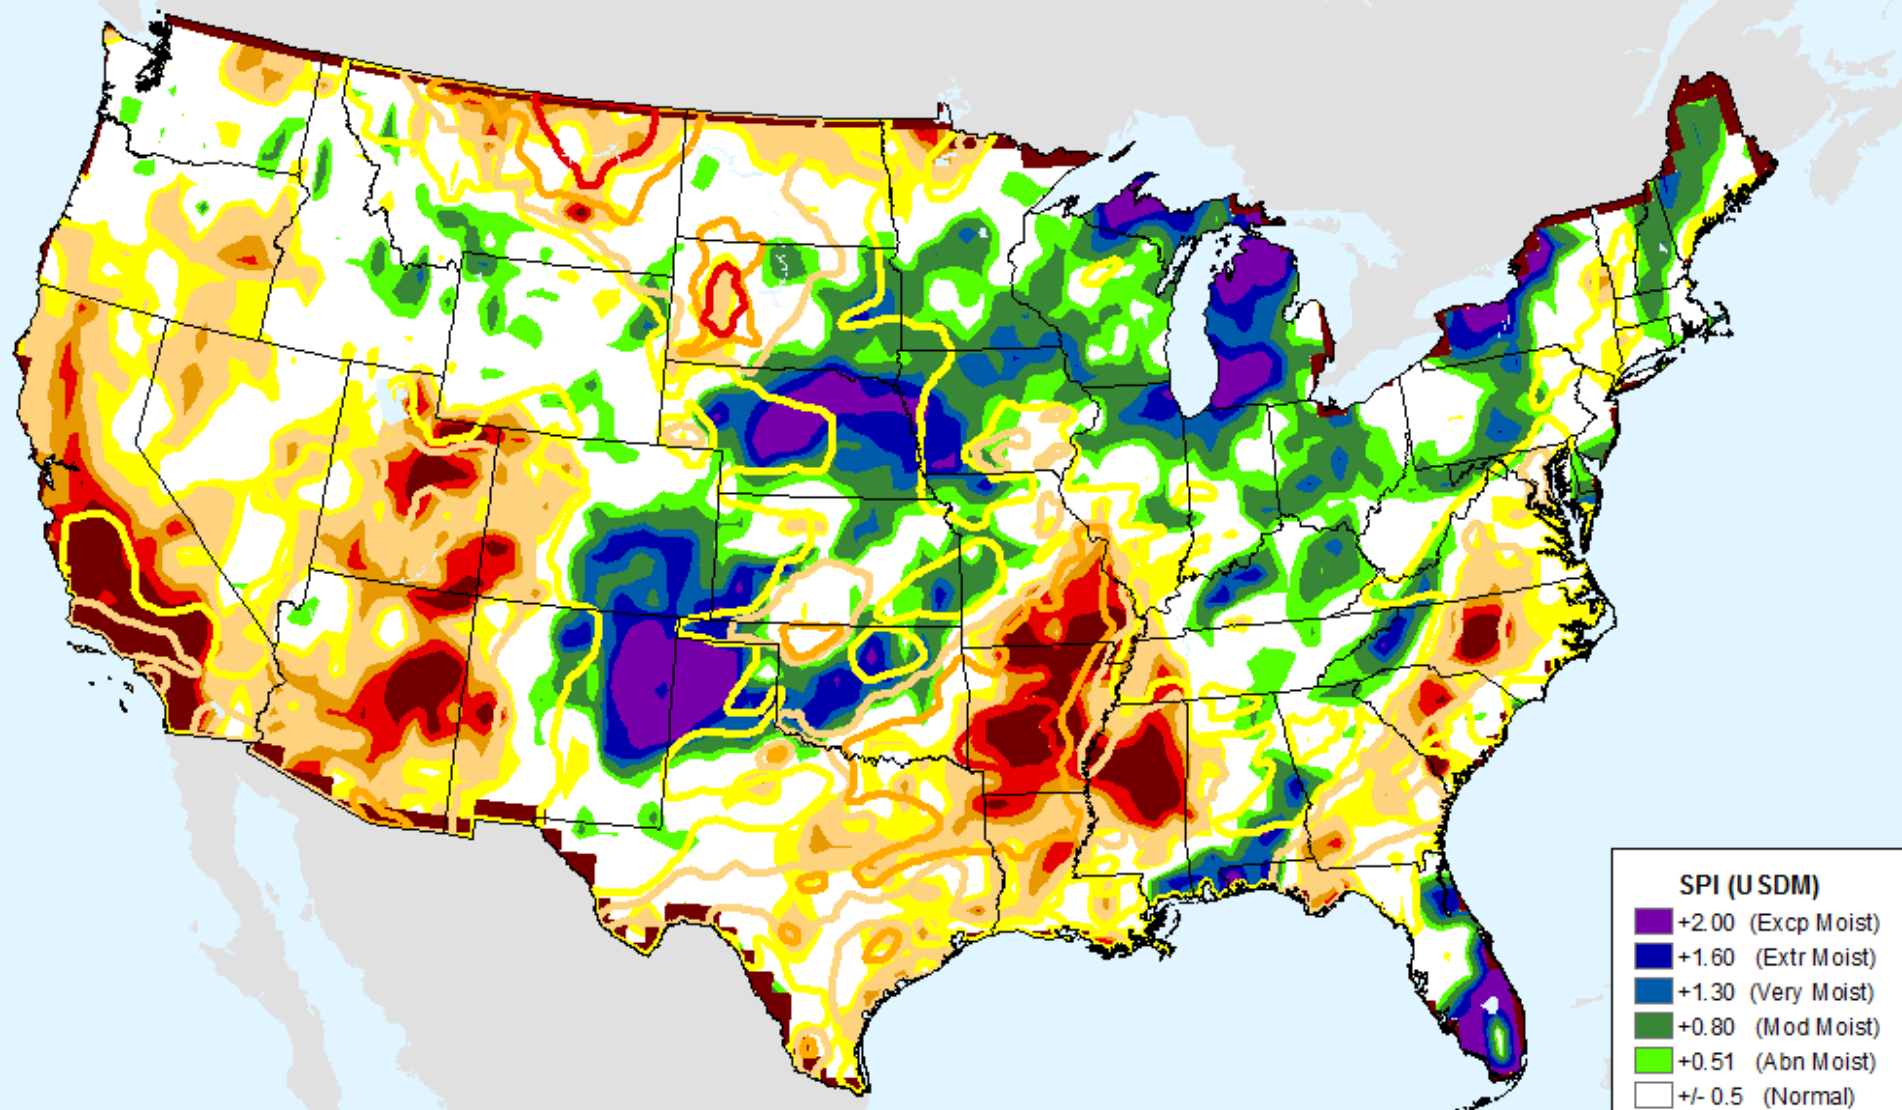 SPI (USDM)
+2.00 (Excp Moist)
+1.60 (Extr Moist)
+1.30 (Very Moist)
+0.80 (Mod Moist)
+0.51 (Abn Moist)
+/- 0.5 (Normal)